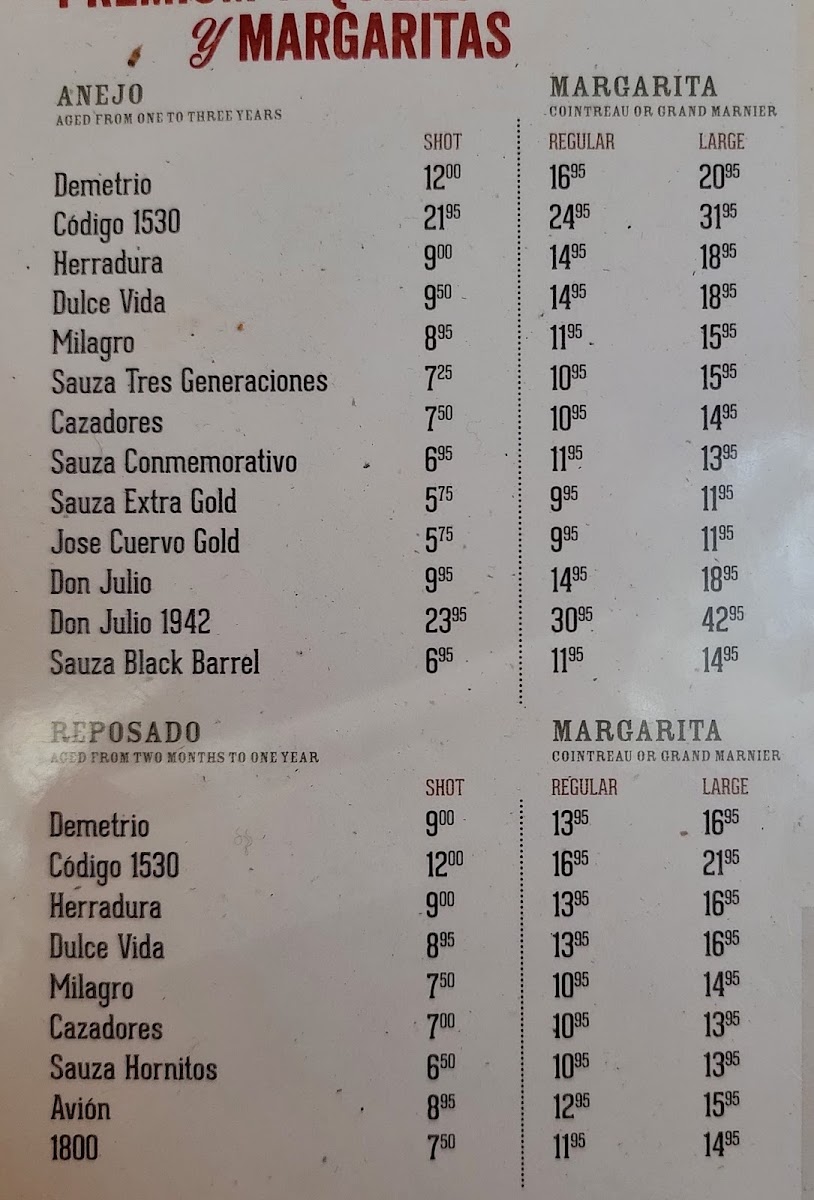 Y MARGARITAS
ANEJO
AGED FROM ONE TO THREE YEARS
MARGARITA
COINTREAU OR GRAND MARNIER
SHOT REGULAR LARGE
Demetrio 12⁰⁰ 16⁹⁵ 20⁹⁵
Código 1530 21⁹⁵ 24⁹⁵ 31⁹⁵
Herradura 9⁰⁰ 14⁹⁵ 18⁹⁵
Dulce Vida 9⁵⁰ 14⁹⁵ 18⁹⁵
Milagro 8⁹⁵ 11⁹⁵ 15⁹⁵
Sauza Tres Generaciones 7²⁵ 10⁹⁵ 15⁹⁵
Cazadores 7⁵⁰ 10⁹⁵ 14⁹⁵
Sauza Conmemorativo 6⁹⁵ 11⁹⁵ 13⁹⁵
Sauza Extra Gold 5⁷⁵ 9⁹⁵ 11⁹⁵
Jose Cuervo Gold 5⁷⁵ 9⁹⁵ 11⁹⁵
Don Julio 9⁹⁵ 14⁹⁵ 18⁹⁵
Don Julio 1942 23⁹⁵ 30⁹⁵ 42⁹⁵
Sauza Black Barrel 6⁹⁵ 11⁹⁵ 14⁹⁵
REPOSADO
AGED FROM TWO MONTHS TO ONE YEAR
MARGARITA
COINTREAU OR GRAND MARNIER
SHOT REGULAR LARGE
Demetrio 9⁰⁰ 13⁹⁵ 16⁹⁵
Código 1530 12⁰⁰ 16⁹⁵ 21⁹⁵
Herradura 9⁰⁰ 13⁹⁵ 16⁹⁵
Dulce Vida 8⁹⁵ 13⁹⁵ 16⁹⁵
Milagro 7⁵⁰ 10⁹⁵ 14⁹⁵
Cazadores 7⁰⁰ 10⁹⁵ 13⁹⁵
Sauza Hornitos 6⁵⁰ 10⁹⁵ 13⁹⁵
Avión 8⁹⁵ 12⁹⁵ 15⁹⁵
1800 7⁵⁰ 11⁹⁵ 14⁹⁵